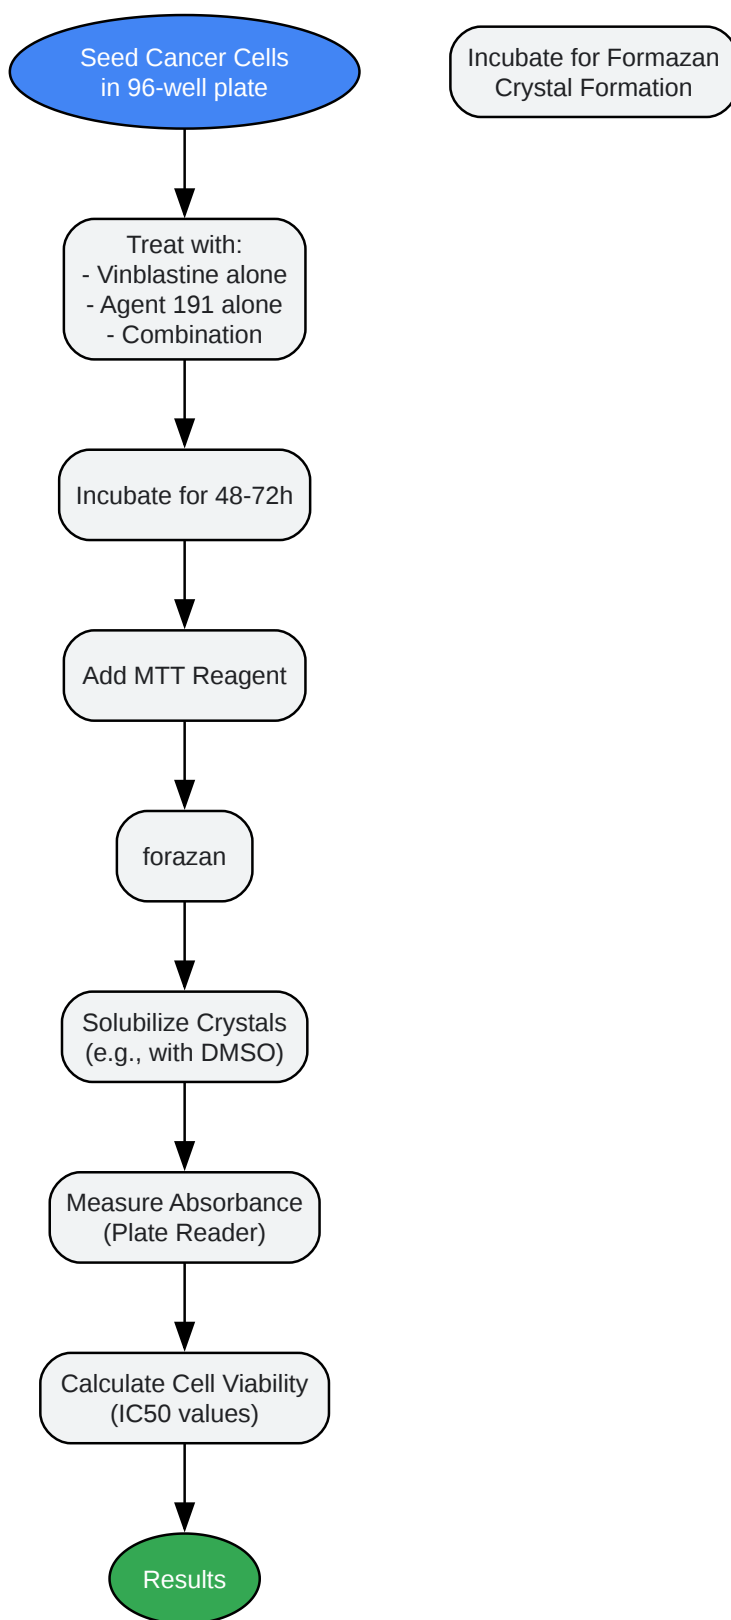 Seed Cancer Cells
in 96-well plate
Incubate for Formazan
Crystal Formation
Treat with:
- Vinblastine alone
- Agent 191 alone
- Combination
Incubate for 48-72h
Add MTT Reagent
forazan
Solubilize Crystals
(e.g., with DMSO)
Measure Absorbance
(Plate Reader)
Calculate Cell Viability
(IC50 values)
Results